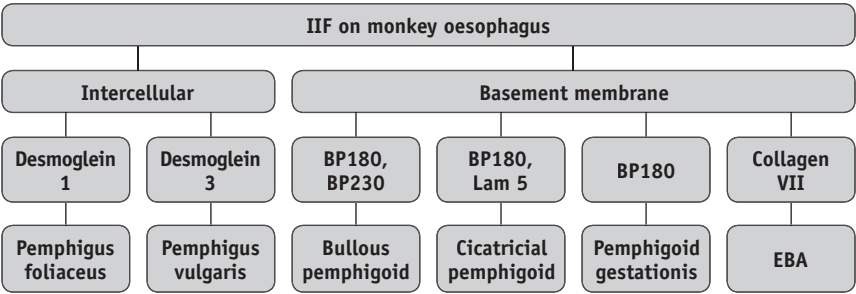 IIF on monkey oesophagus
Intercellular
Basement membrane
Desmoglein
1
Desmoglein
3
BP180,
BP230
BP180,
Lam 5
BP180
Collagen
VII
Pemphigus
foliaceus
Pemphigus
vulgaris
Bullous
pemphigoid
Cicatricial
pemphigoid
Pemphigoid
gestationis
EBA